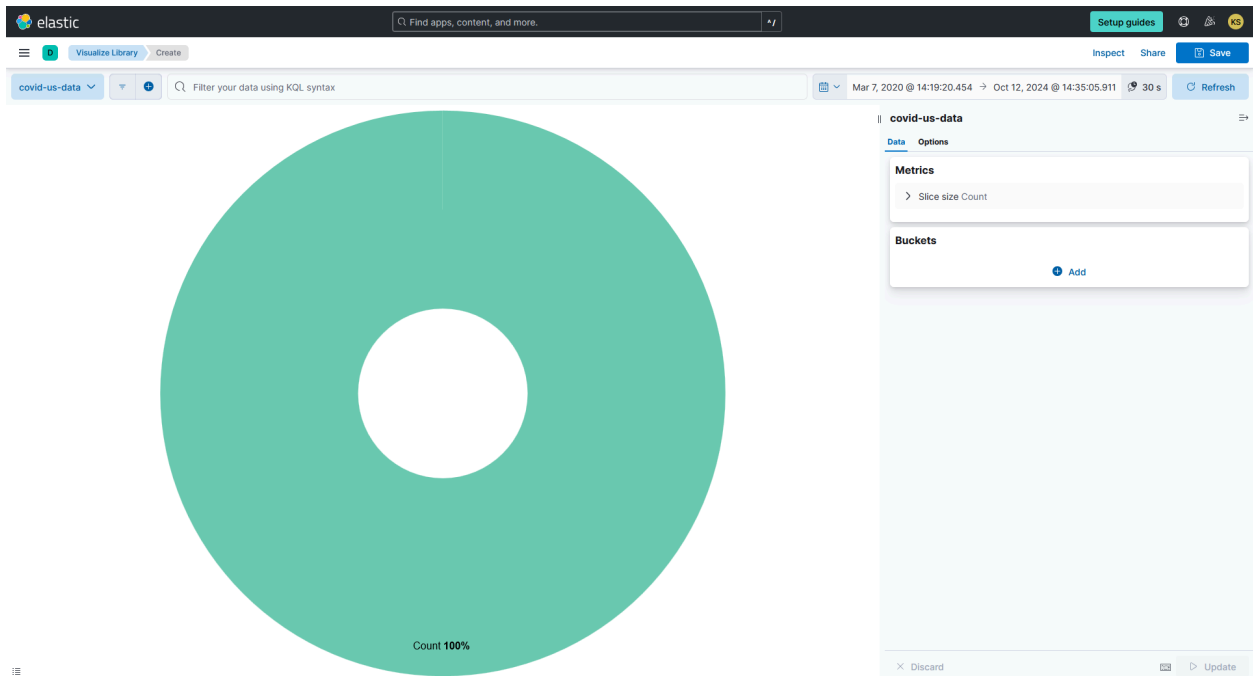 elastic
Find apps, content, and more.
^/
Setup guides
KS
D
Visualize Library
Create
Inspect
Share
Save
covid-us-data
Filter your data using KQL syntax
Mar 7, 2020 @ 14:19:20.454 → Oct 12, 2024 @ 14:35:05.911
30 s
Refresh
covid-us-data
Data Options
Metrics
Slice size Count
Buckets
Add
Count 100%
Discard
Update